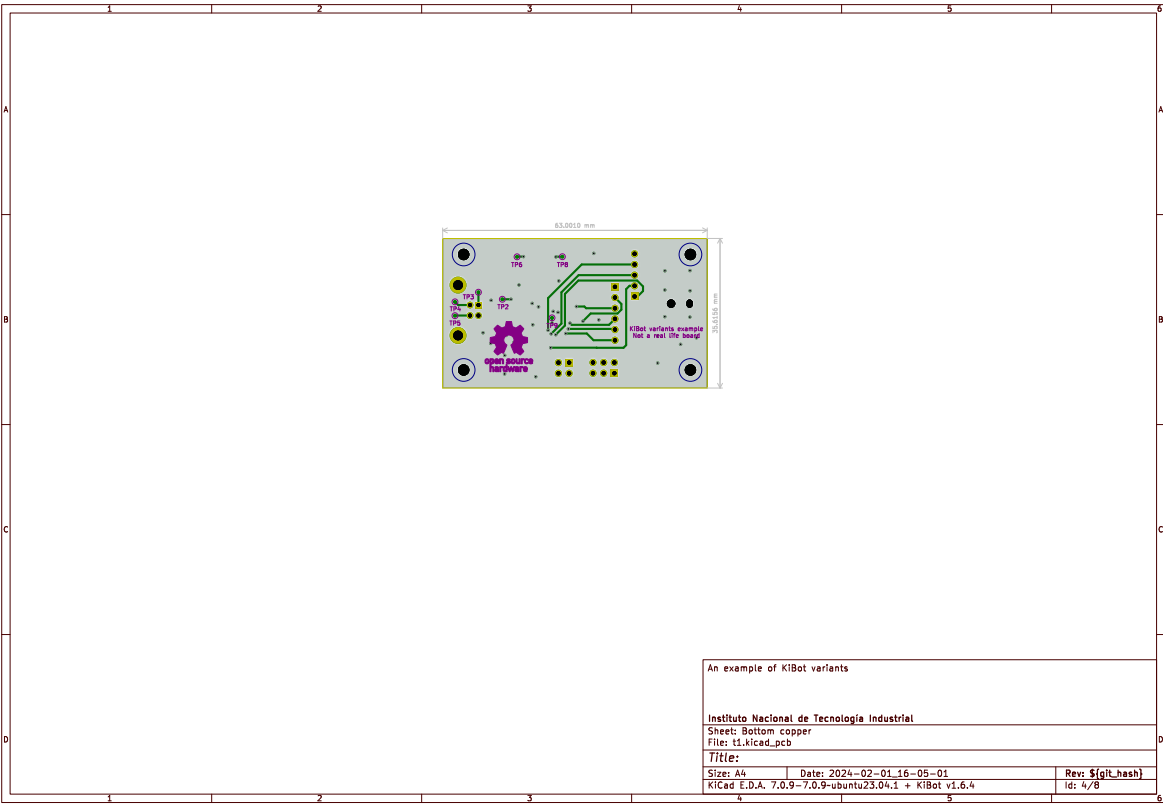 1 2 3 4 5 6
A A
63.0010 mm
TP6 TP8
TP3
TP2
TP4
TP5
TP9
35.6156 mm
KiBot variants example
Not a real life board
B B
open source
hardware
C C
An example of KiBot variants
Instituto Nacional de Tecnología Industrial
Sheet: Bottom copper
File: t1.kicad_pcb
D D
Title:
Size: A4 Date: 2024-02-01_16-05-01 Rev: ${git_hash}
KiCad E.D.A. 7.0.9-7.0.9-ubuntu23.04.1 + KiBot v1.6.4 Id: 4/8
1 2 3 4 5 6